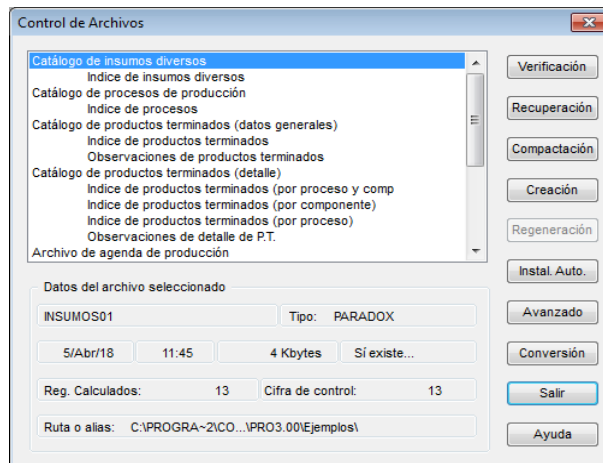 Control de Archivos
Catálogo de insumos diversos
Indice de insumos diversos
Catálogo de procesos de producción
Indice de procesos
Catálogo de productos terminados (datos generales)
Indice de productos terminados
Observaciones de productos terminados
Catálogo de productos terminados (detalle)
Indice de productos terminados (por proceso y comp
Indice de productos terminados (por componente)
Indice de productos terminados (por proceso)
Observaciones de detalle de P.T.
Archivo de agenda de producción
Verificación
Recuperación
Compactación
Creación
Regeneración
Instal. Auto.
Avanzado
Conversión
Salir
Ayuda
Datos del archivo seleccionado
INSUMOS01 Tipo: PARADOX
5/Abr/18 11:45 4 Kbytes Sí existe...
Reg. Calculados: 13 Cifra de control: 13
Ruta o alias: C:\PROGRA~2\CO...\PRO3.00\Ejemplos\